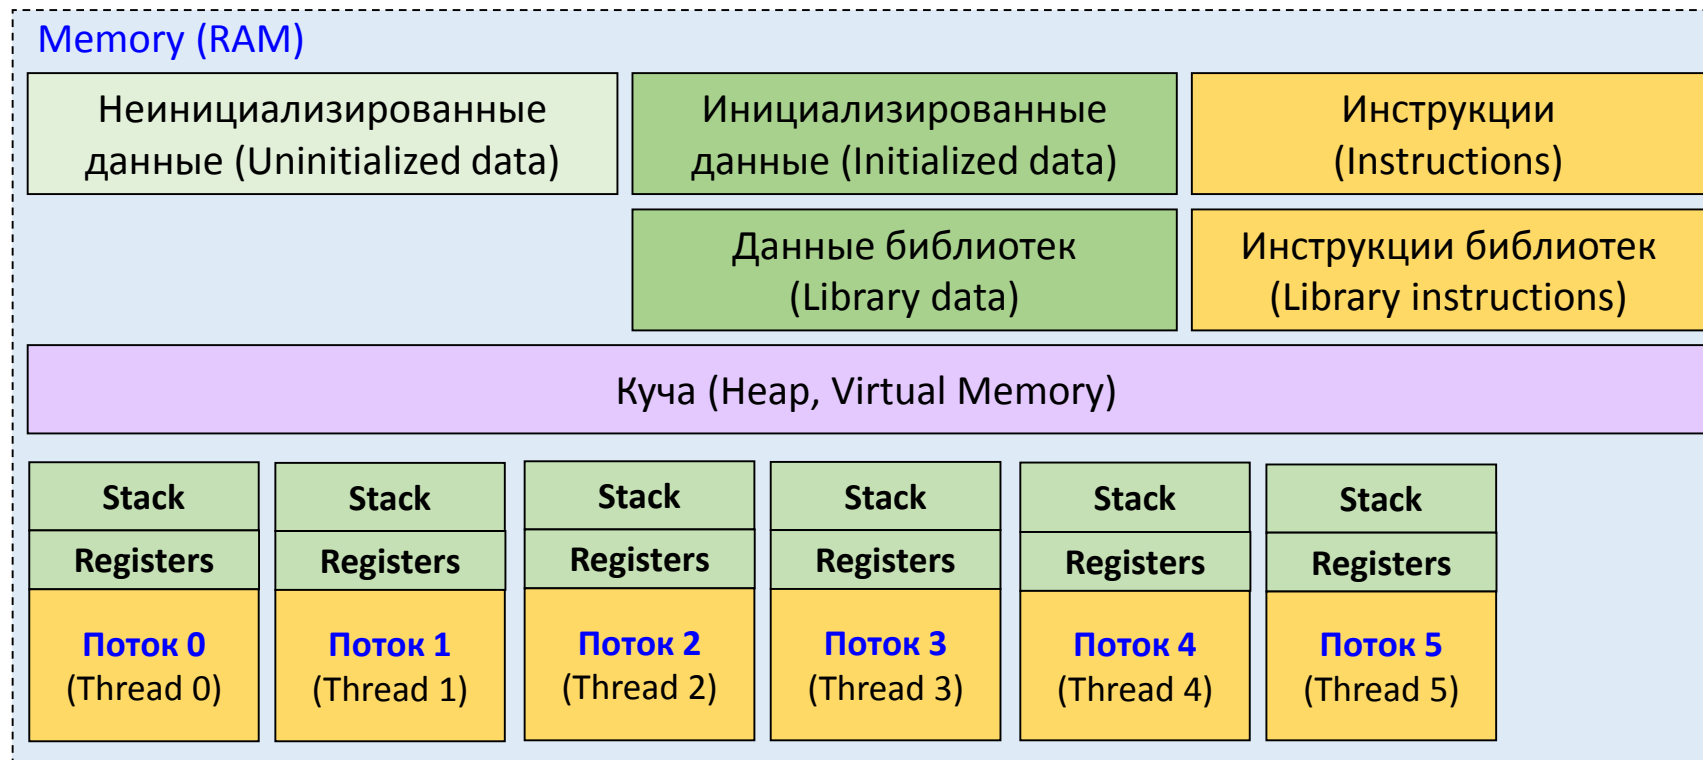 Memory (RAM)
Неинициализированные
данные (Uninitialized data)
Инициализированные
данные (Initialized data)
Инструкции
(Instructions)
Данные библиотек
(Library data)
Инструкции библиотек
(Library instructions)
Куча (Heap, Virtual Memory)
Stack
Registers
Поток 0
(Thread 0)
Stack
Registers
Поток 1
(Thread 1)
Stack
Registers
Поток 2
(Thread 2)
Stack
Registers
Поток 3
(Thread 3)
Stack
Registers
Поток 4
(Thread 4)
Stack
Registers
Поток 5
(Thread 5)